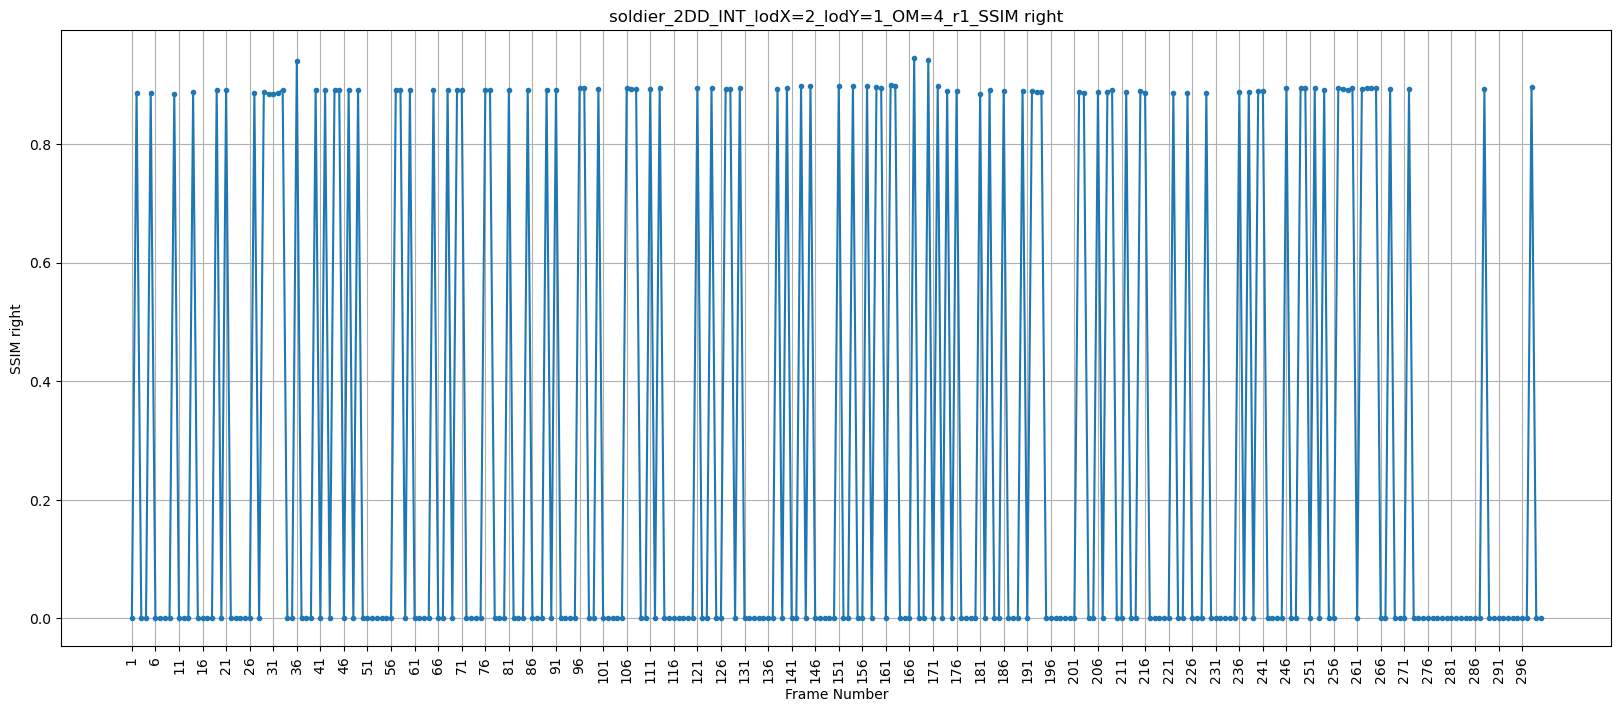 soldier_2DD_INT_lodX=2_lodY=1_OM=4_r1_SSIM right
SSIM right
0.8
0.6
0.4
0.2
0.0
1 6 11 16 21 26 31 36 41 46 51 56 61 66 71 76 81 86 91 96 101 106 111 116 121 126 131 136 141 146 151 156 161 166 171 176 181 186 191 196 201 206 211 216 221 226 231 236 241 246 251 256 261 266 271 276 281 286 291 296
Frame Number